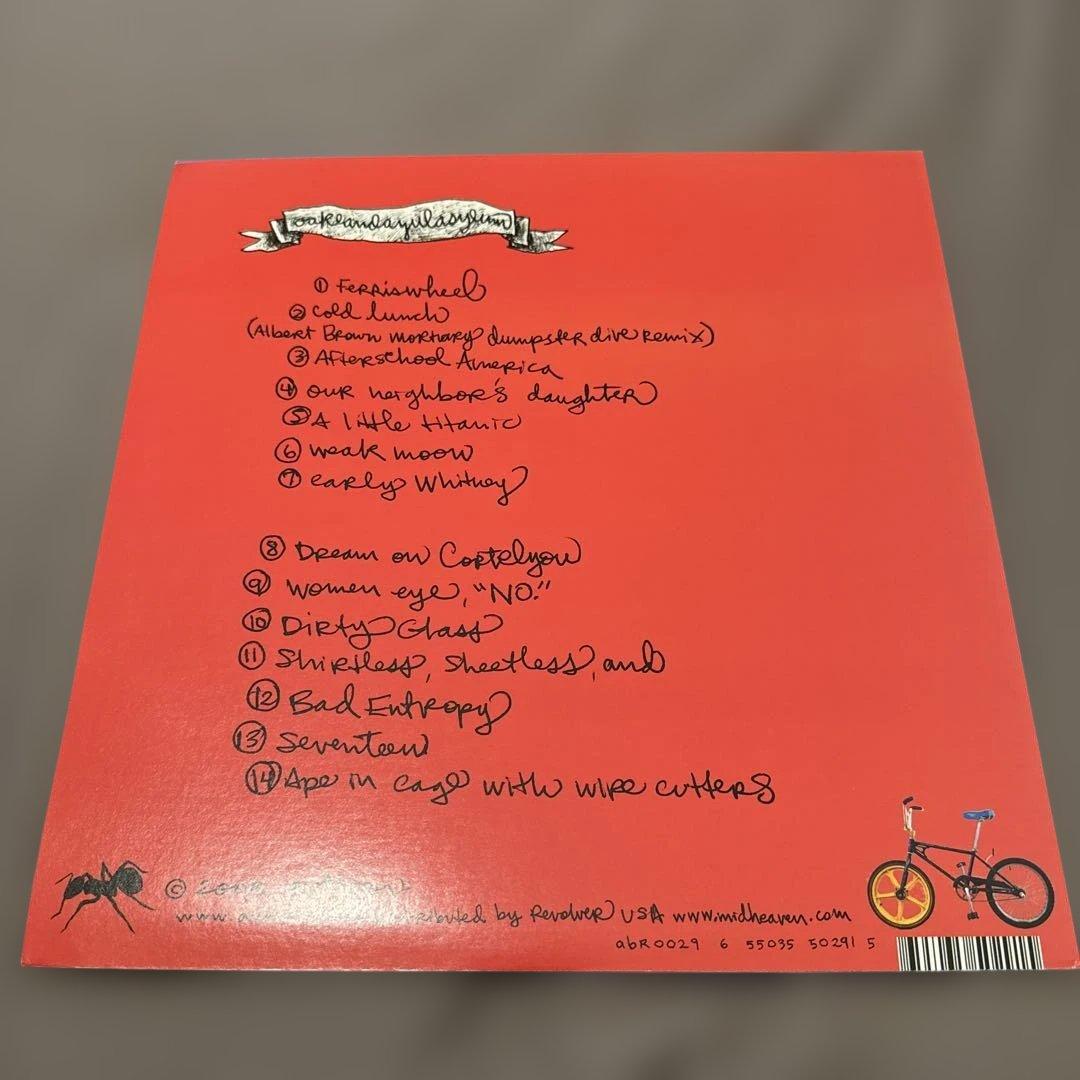 oaklandazulasylum
① Ferriswheel
② cold lunch
(Albert Brown mortuary dumpster dive remix)
③ Afterschool America
④ our neighbor's daughter
⑤ A little titanic
⑥ weak moon
⑦ early Whitney
⑧ Dream on Cortelyou
⑨ women eye, "NO."
⑩ Dirty Glass
⑪ Shirtless, sheetless, and
⑫ Bad Entropy
⑬ Seventeen
⑭ Ape in cage with wire cutters
©
www by Revolver USA www.midheaven.com
abR0029 6 55035 50291 5